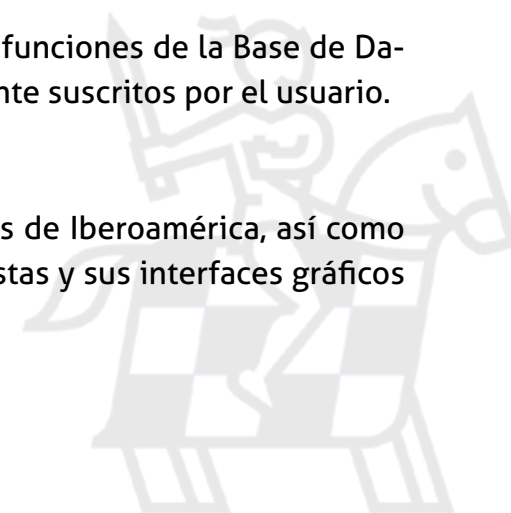 funciones de la Base de Da-
nte suscritos por el usuario.
s de Iberoamérica, así como
stas y sus interfaces gráficos